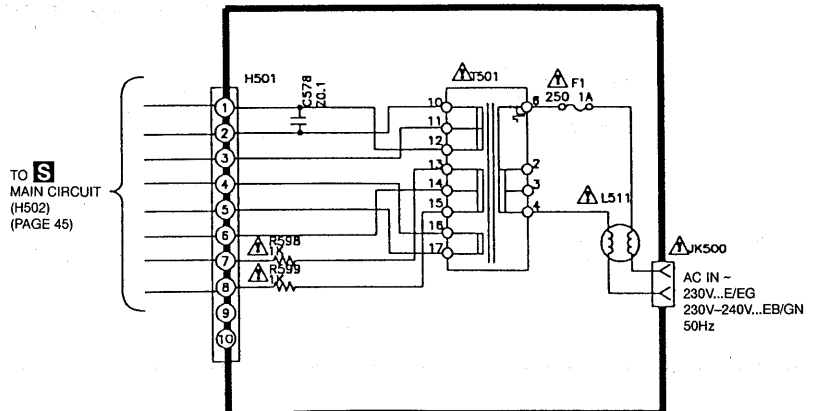 H501
C578
Z0.1
T501
F1
250 1A
TO S
MAIN CIRCUIT
(H502)
(PAGE 45)
1
2
3
4
5
6
7
8
9
10
R598
1K
R599
1K
10
11
12
13
14
15
16
17
6
2
3
4
L511
JK500
AC IN ~
230V...E/EG
230V~240V...EB/GN
50Hz